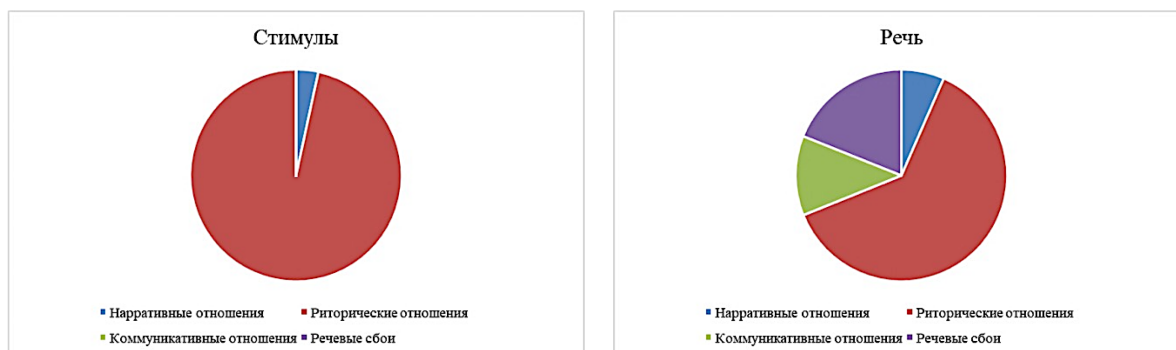 Стимулы
Нарративные отношения Риторические отношения
Коммуникативные отношения Речевые сбои
Речь
Нарративные отношения Риторические отношения
Коммуникативные отношения Речевые сбои